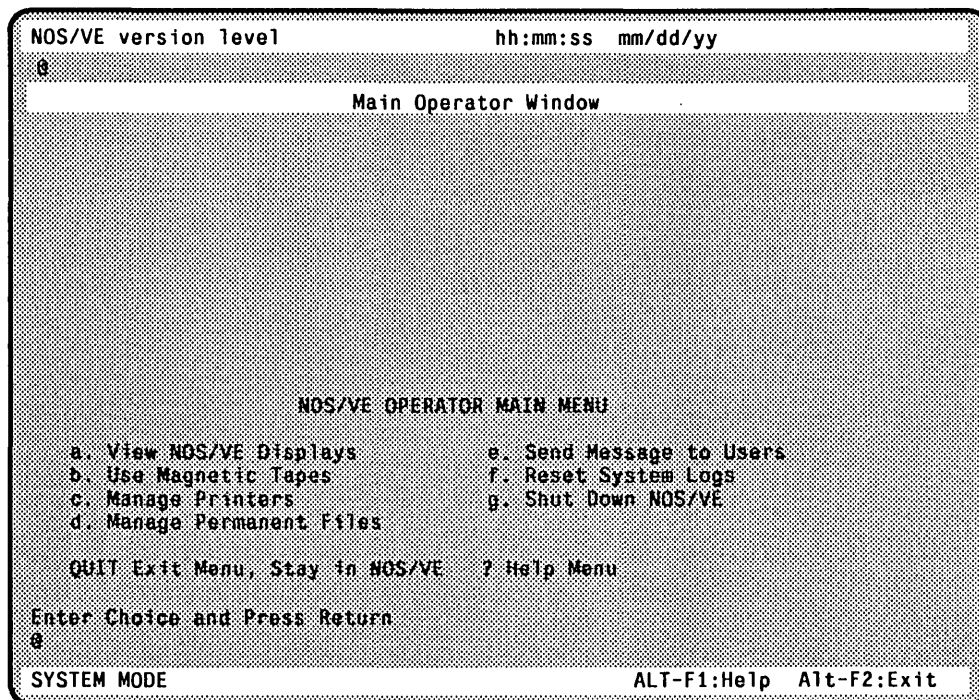 NOS/VE version level hh:mm:ss mm/dd/yy
@
Main Operator Window
NOS/VE OPERATOR MAIN MENU
a. View NOS/VE Displays e. Send Message to Users
b. Use Magnetic Tapes f. Reset System Logs
c. Manage Printers g. Shut Down NOS/VE
d. Manage Permanent Files
QUIT Exit Menu, Stay in NOS/VE ? Help Menu
Enter Choice and Press Return
@
SYSTEM MODE ALT-F1:Help Alt-F2:Exit